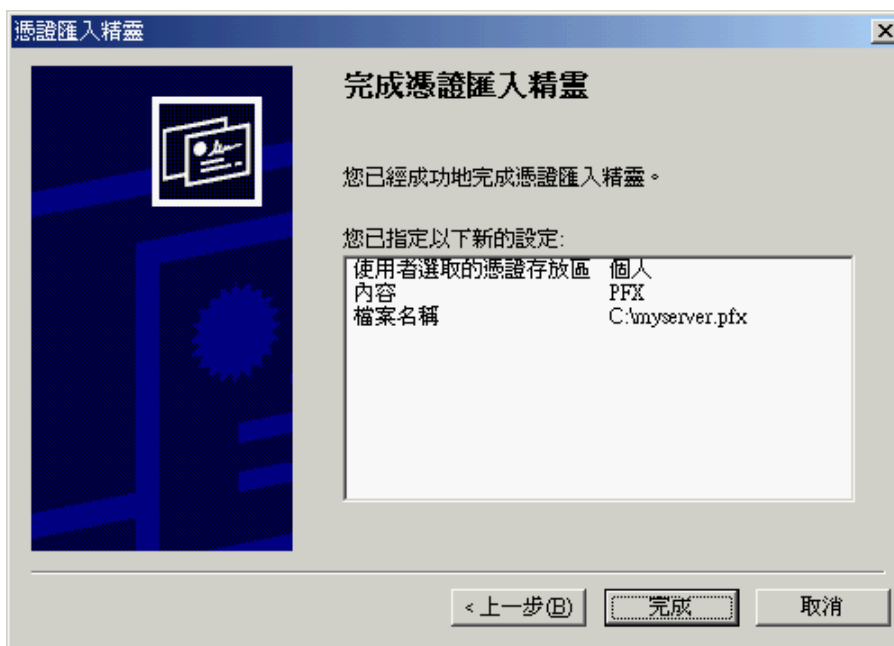 憑證匯入精靈
完成憑證匯入精靈
您已經成功地完成憑證匯入精靈。
您已指定以下新的設定:
使用者選取的憑證存放區 個人
內容 PFX
檔案名稱 C:\myserver.pfx
< 上一步(B) 完成 取消